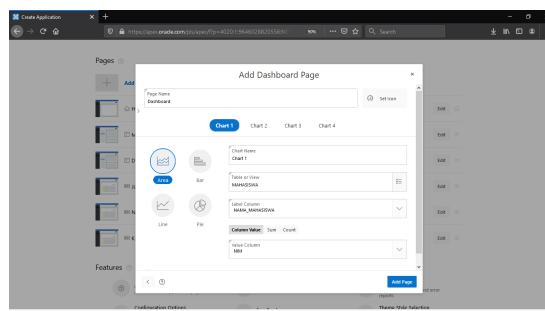 Create Application
https://apex.oracle.com/pls/apex/f?p=4020:1:9646028820558:NO
90%
Search
Pages
Add
Edit
Edit
Edit
Edit
Edit
Edit
Features
Add Dashboard Page
Page Name
Dashboard
Set Icon
Chart 1
Chart 2
Chart 3
Chart 4
Area
Bar
Line
Pie
Chart Name
Chart 1
Table or View
MAHASISWA
Label Column
NAMA_MAHASISWA
Column Value
Sum
Count
Value Column
NIM
Add Page
reports
Configuration Options
Theme Style Selection